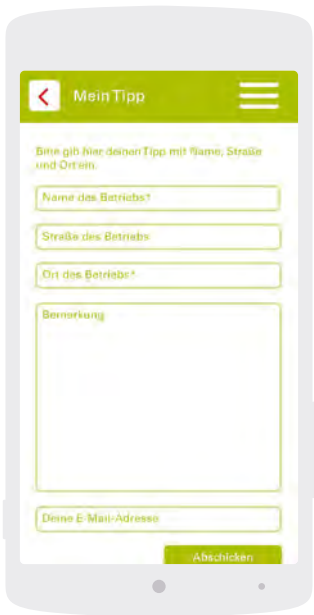 Mein Tipp
Bitte gib hier deinen Tipp mit Name, Straße
und Ort ein.
Name des Betriebs*
Straße des Betriebs
Ort des Betriebs*
Bemerkung
Deine E-Mail-Adresse
Abschicken